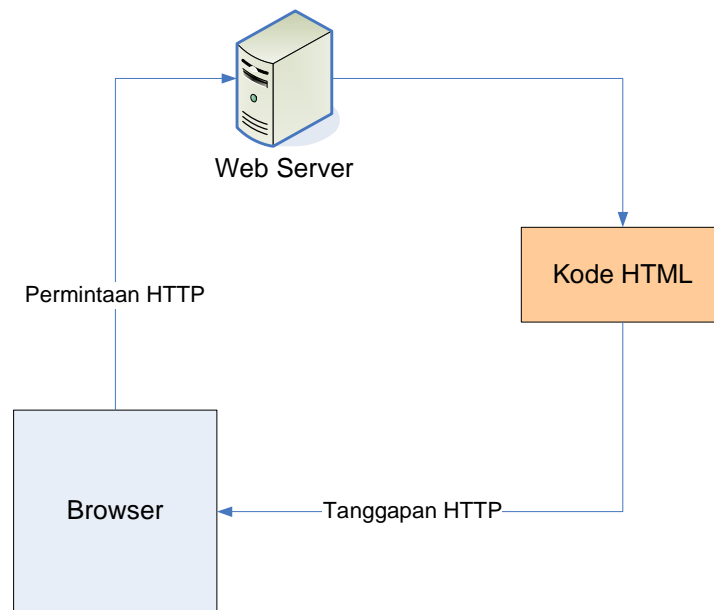 Web Server
Kode HTML
Permintaan HTTP
Browser
Tanggapan HTTP